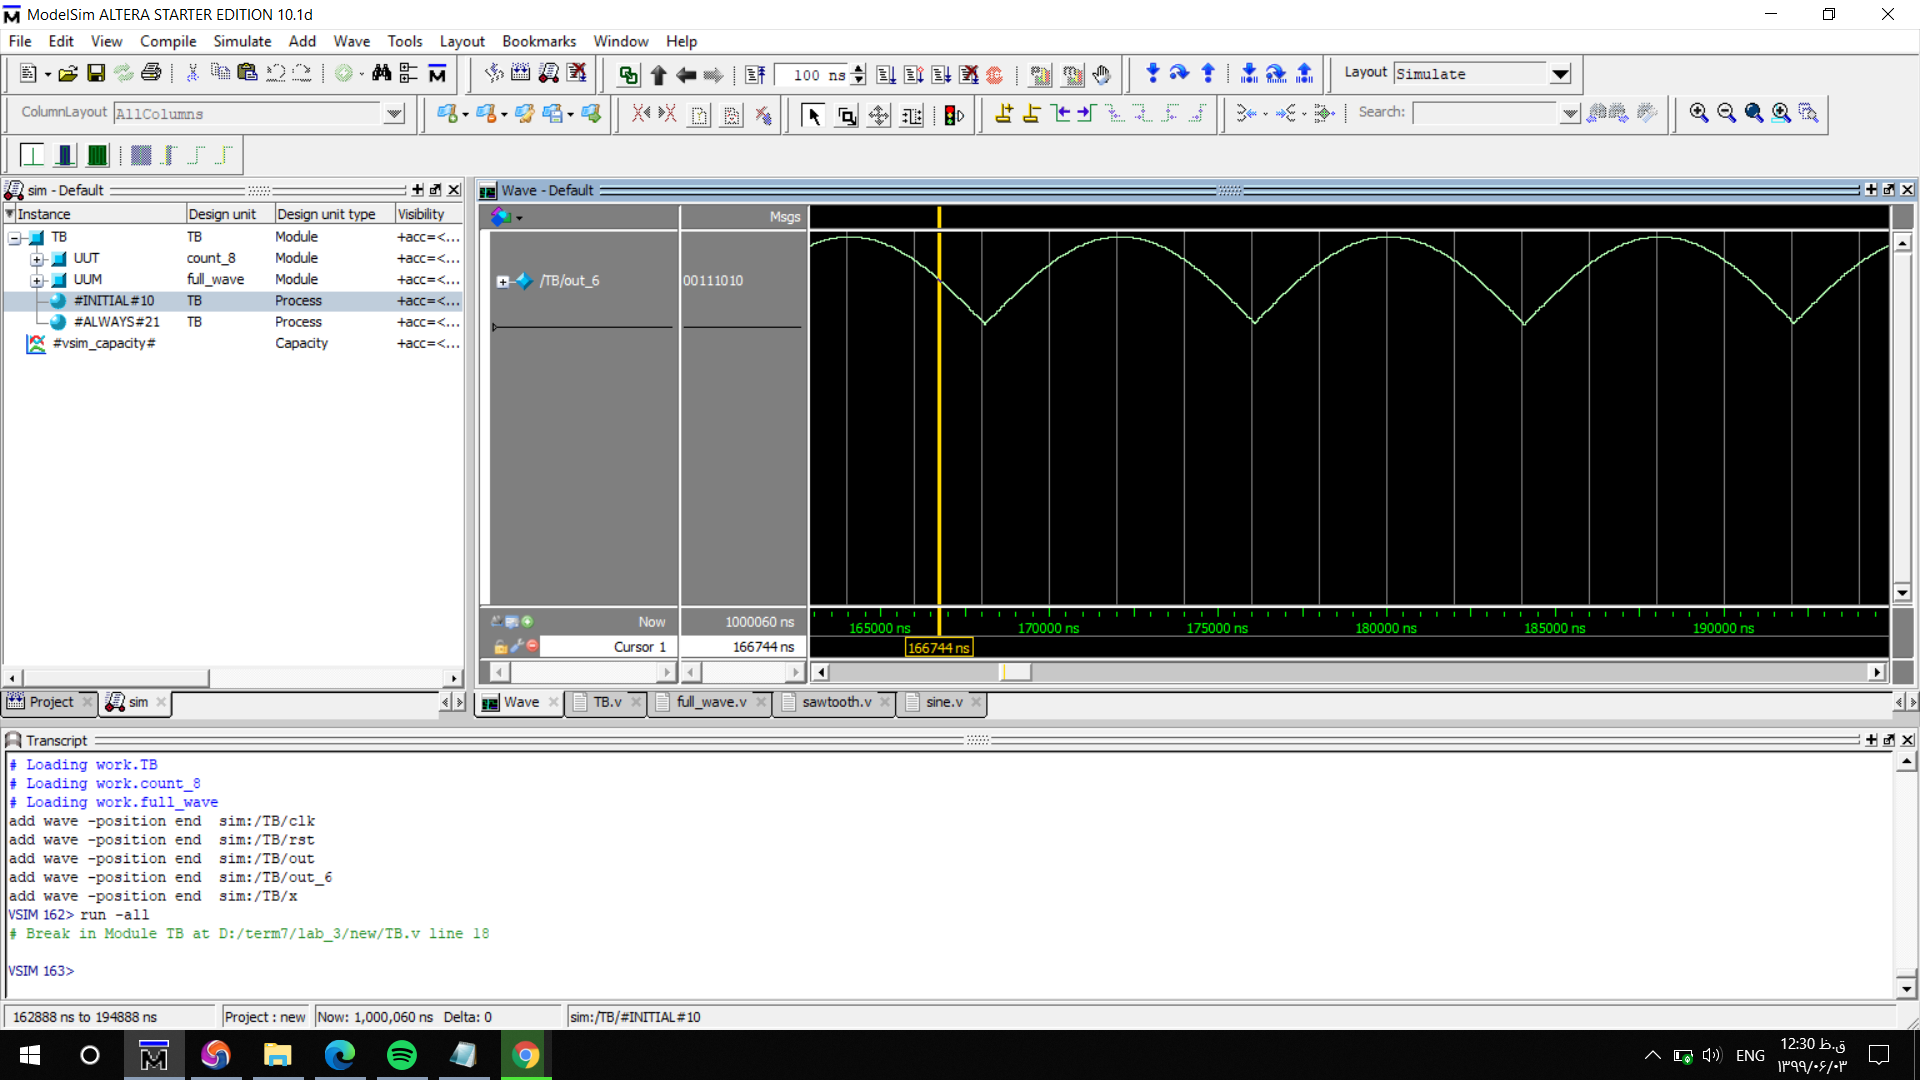 ModelSim ALTERA STARTER EDITION 10.1d
File Edit View Compile Simulate Add Wave Tools Layout Bookmarks Window Help
100 ns
Layout Simulate
ColumnLayout AllColumns
Search:
sim - Default
Instance Design unit Design unit type Visibility
TB TB Module +acc=<...
UUT count_8 Module +acc=<...
UUM full_wave Module +acc=<...
#INITIAL#10 TB Process +acc=<...
#ALWAYS#21 TB Process +acc=<...
#vsim_capacity# Capacity +acc=<...
Wave - Default
Msgs
/TB/out_6 00111010
Now 1000060 ns
165000 ns 170000 ns 175000 ns 180000 ns 185000 ns 190000 ns
Cursor 1 166744 ns
166744 ns
Project sim
Wave TB.v full_wave.v sawtooth.v sine.v
Transcript
# Loading work.TB
# Loading work.count_8
# Loading work.full_wave
add wave -position end sim:/TB/clk
add wave -position end sim:/TB/rst
add wave -position end sim:/TB/out
add wave -position end sim:/TB/out_6
add wave -position end sim:/TB/x
VSIM 162> run -all
# Break in Module TB at D:/term7/lab_3/new/TB.v line 18
VSIM 163>
162888 ns to 194888 ns Project : new Now: 1,000,060 ns Delta: 0 sim:/TB/#INITIAL#10
ENG
12:30 ق.ظ
۱۳۹۹/۰۶/۰۳